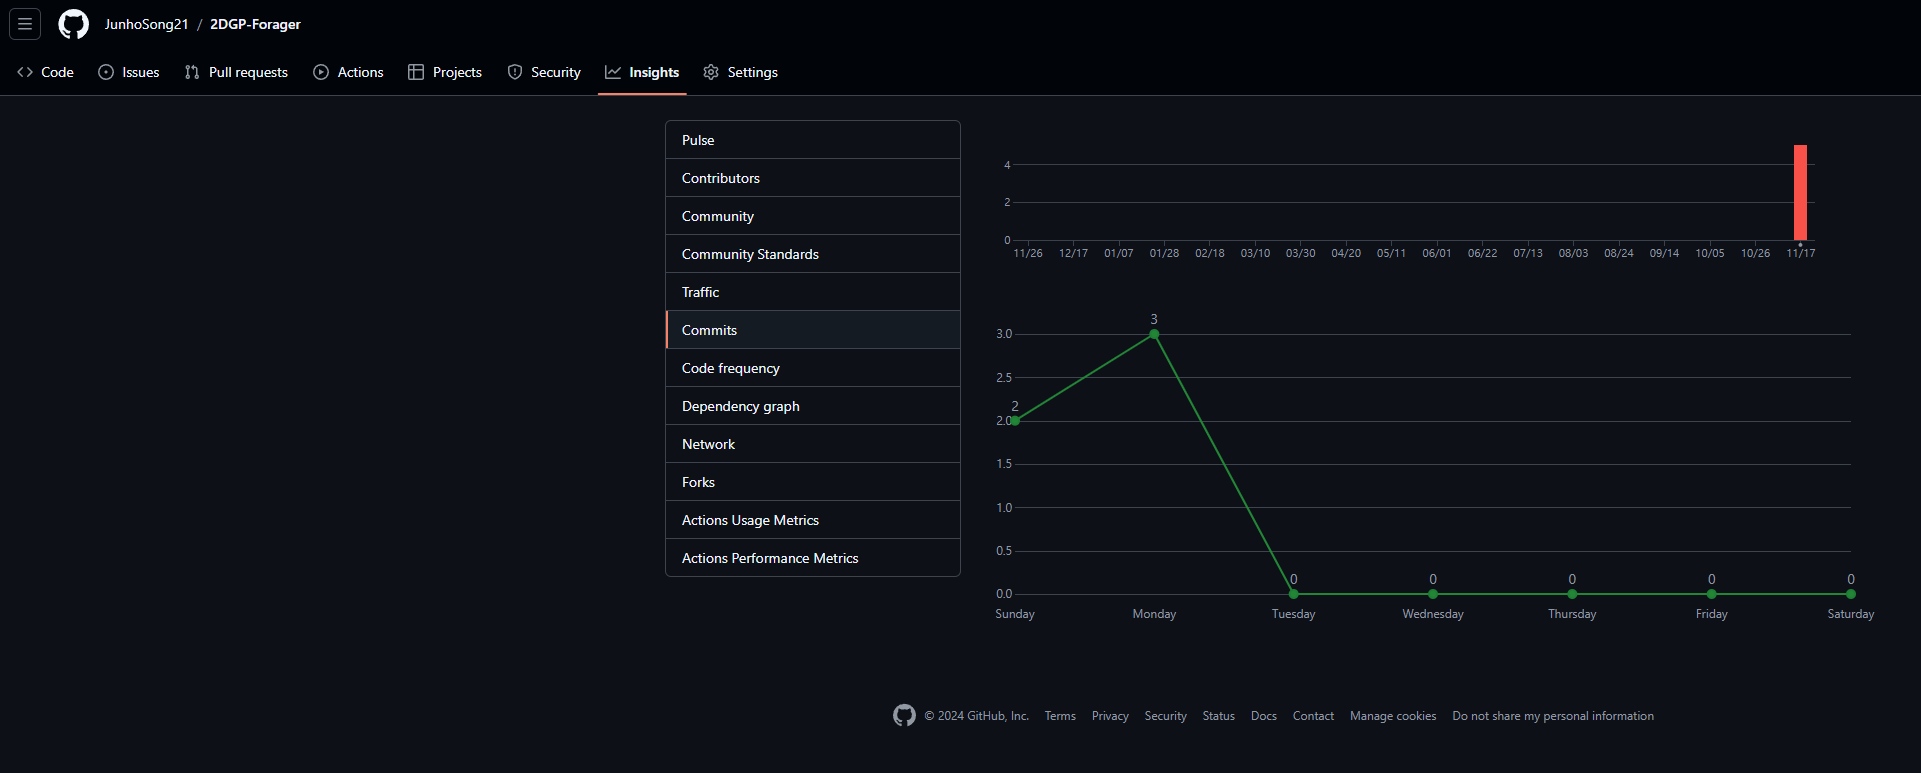 JunhoSong21 / 2DGP-Forager
Code Issues Pull requests Actions Projects Security Insights Settings
Pulse
Contributors
Community
Community Standards
Traffic
Commits
Code frequency
Dependency graph
Network
Forks
Actions Usage Metrics
Actions Performance Metrics
4
2
0
11/26 12/17 01/07 01/28 02/18 03/10 03/30 04/20 05/11 06/01 06/22 07/13 08/03 08/24 09/14 10/05 10/26 11/17
3
3.0
2.5
2
2.0
1.5
1.0
0.5
0 0 0 0 0
0.0
Sunday Monday Tuesday Wednesday Thursday Friday Saturday
© 2024 GitHub, Inc. Terms Privacy Security Status Docs Contact Manage cookies Do not share my personal information